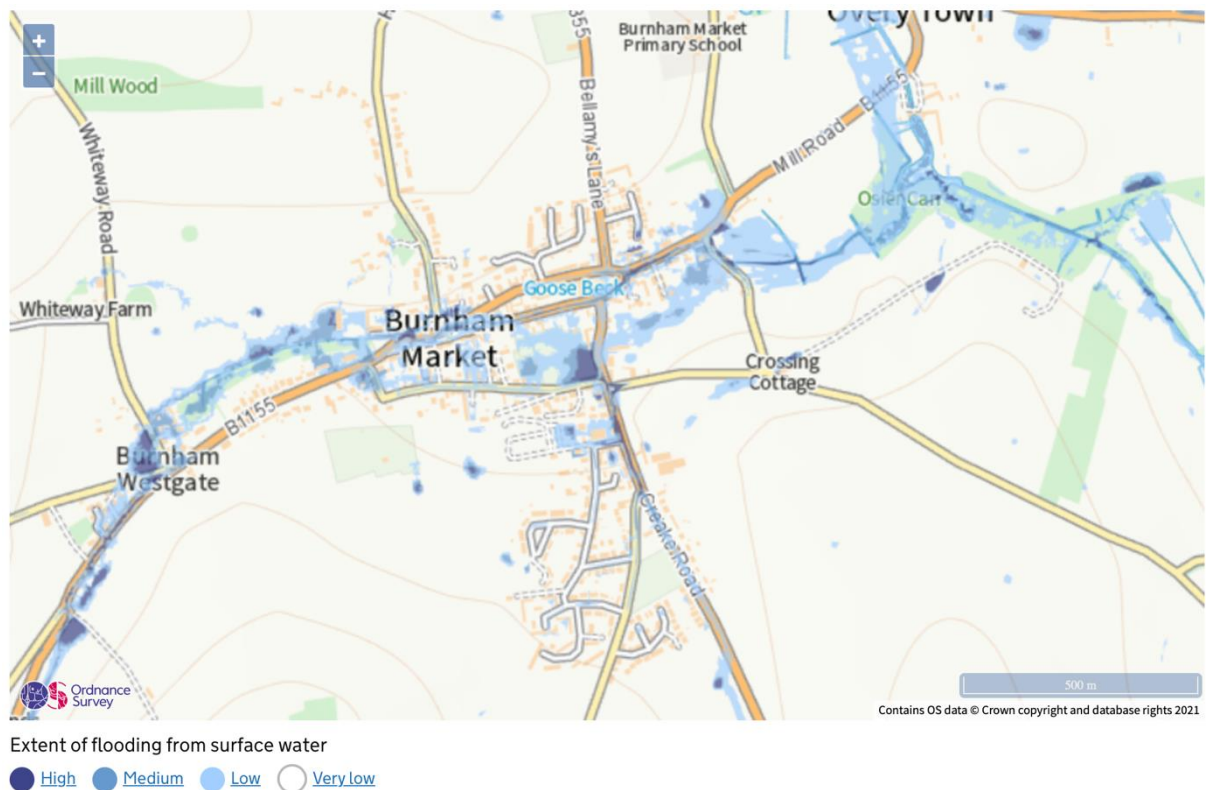 +
−
Mill Wood
Whiteway Road
Whiteway Farm
Burnham
Westgate
B1155
Burnham
Market
Goose Beck
Bellamy's Lane
Burnham Market
Primary School
Overy Town
Mill Road
B1155
Osier Carr
Crossing
Cottage
Creake Road
Ordnance
Survey
500 m
Contains OS data © Crown copyright and database rights 2021
Extent of flooding from surface water
High Medium Low Very low